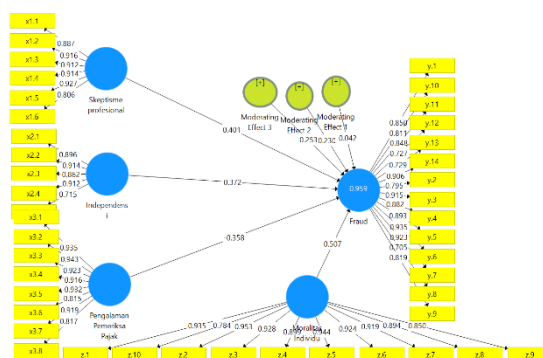 x1.1
x1.2
x1.3
x1.4
x1.5
x1.6
0.887
0.916
0.912
0.914
0.927
0.806
Skeptisme
profesional
x2.1
x2.2
x2.3
x2.4
0.896
0.914
0.882
0.912
0.715
Independens
i
x3.1
x3.2
x3.3
x3.4
x3.5
x3.6
x3.7
x3.8
0.935
0.943
0.923
0.916
0.932
0.815
0.919
0.817
Pengalaman
Pemeriksa
Pajak
[+]
[+]
[+]
Moderating
Effect 3
Moderating
Effect 2
Moderating
Effect 1
0.401
0.253
0.230
0.042
0.372
-0.358
0.507
0.959
Fraud
y.1
y.10
y.11
y.12
y.13
y.14
y.2
y.3
y.4
y.5
y.6
y.7
y.8
y.9
0.850
0.811
0.848
0.727
0.729
0.906
0.795
0.915
0.882
0.893
0.935
0.923
0.705
0.819
Moralitas
Individu
0.935
0.784
0.953
0.928
0.899
0.944
0.924
0.919
0.894
0.850
z.1
z.10
z.2
z.3
z.4
z.5
z.6
z.7
z.8
z.9